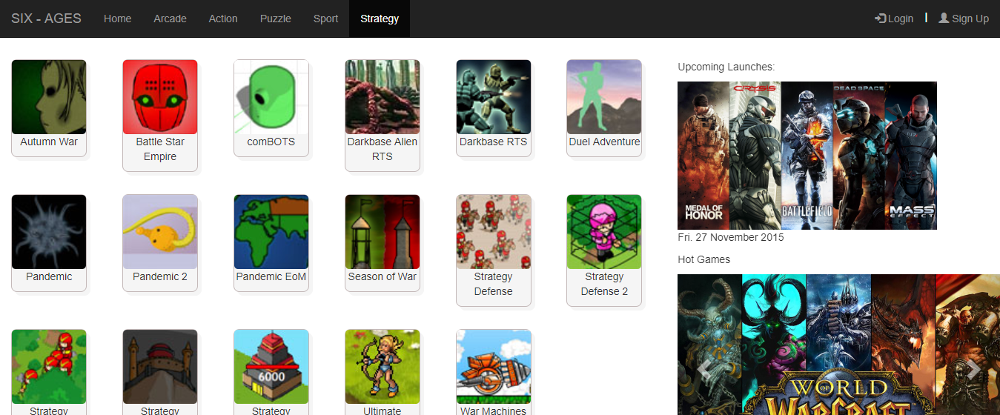 SIX - AGES Home Arcade Action Puzzle Sport Strategy Login | Sign Up
Autumn War
Battle Star
Empire
comBOTS
Darkbase Alien
RTS
Darkbase RTS
Duel Adventure
Pandemic
Pandemic 2
Pandemic EoM
Season of War
Strategy
Defense
Strategy
Defense 2
Strategy
Strategy
6000
Strategy
Ultimate
War Machines
Upcoming Launches:
CRYSIS
DEAD SPACE
MEDAL OF
HONOR
BATTLEFIELD
N7
MASS
EFFECT
Fri. 27 November 2015
Hot Games
WORLD
OF
WARCRAFT